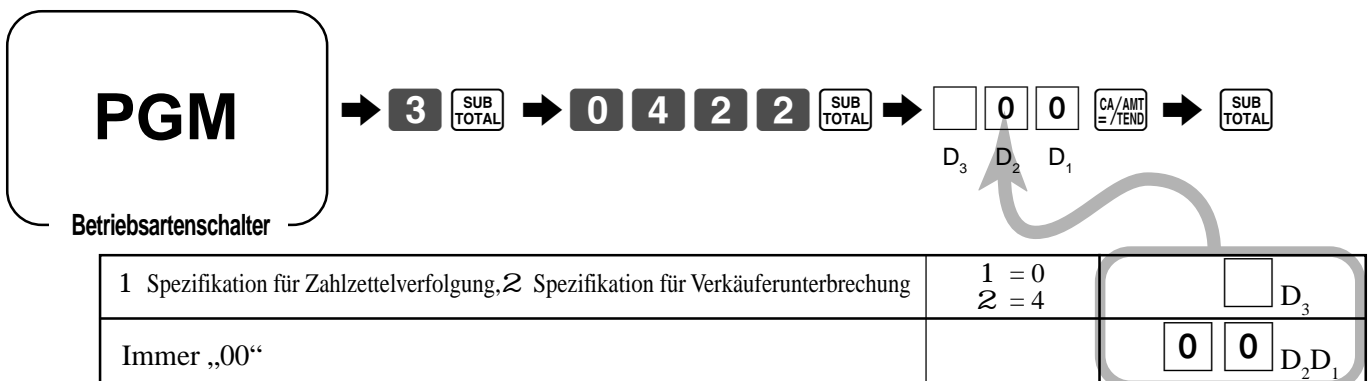 PGM
3 SUB TOTAL 0 4 2 2 SUB TOTAL 0 0 CA/AMT = /TEND SUB TOTAL
D3 D2 D1
Betriebsartenschalter
1 Spezifikation für Zahlzettelverfolgung, 2 Spezifikation für Verkäuferunterbrechung
1 = 0
2 = 4
D3
Immer „00“
0 0 D2D1